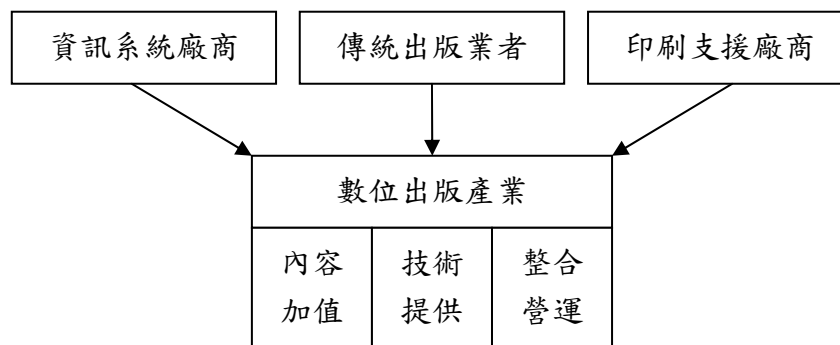 資訊系統廠商
傳統出版業者
印刷支援廠商
數位出版產業
內容
加值
技術
提供
整合
營運